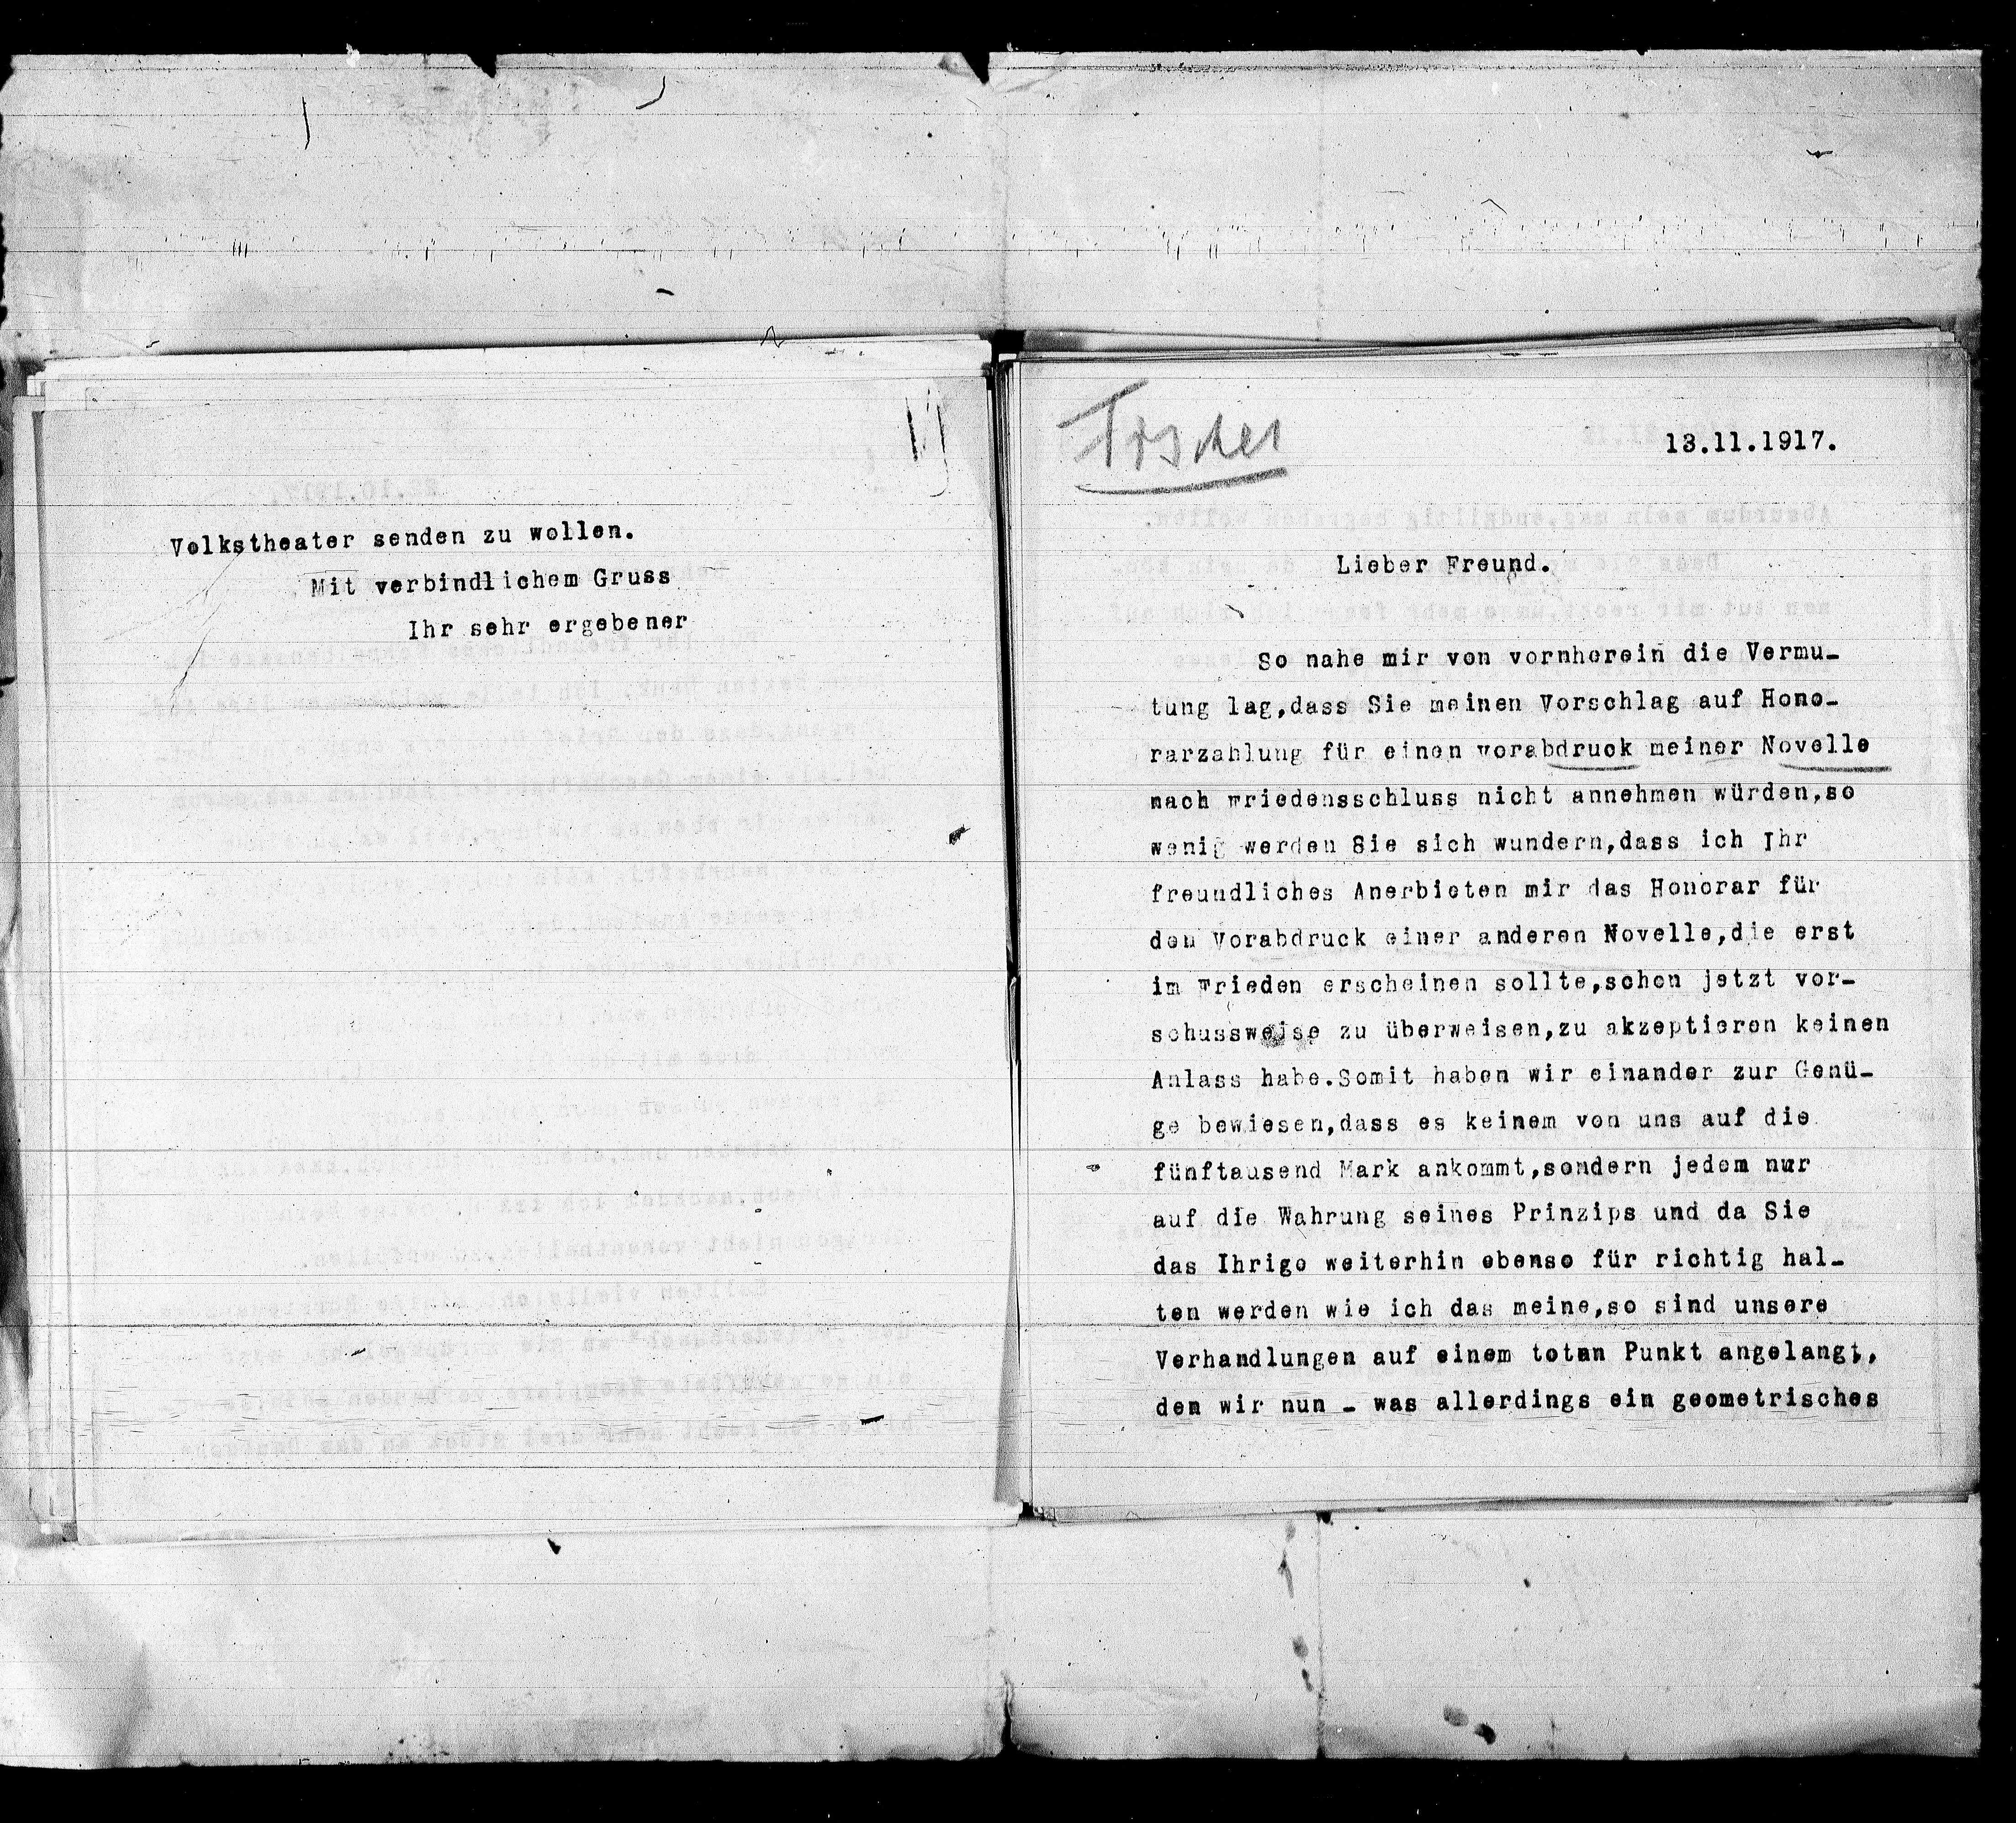 Volkstheater senden zu wollen.
Mit verbindlichem Gruss
Ihr sehr ergebener
Fischer
13.11.1917.
Lieber Freund.
So nahe mir von vornherein die Vermu-
tung lag,dass Sie meinen Vorschlag auf Hono-
rarzahlung für einen vorabdruck meiner Novelle
nach Friedensschluss nicht annehmen würden,so
wenig werden Sie sich wundern,dass ich Ihr
freundliches Anerbieten mir das Honorar für
den Vorabdruck einer anderen Novelle,die erst
im Frieden erscheinen sollte,schon jetzt vor-
schussweise zu überweisen,zu akzeptieren keinen
Anlass habe.Somit haben wir einander zur Genü-
ge bewiesen,dass es keinem von uns auf die
fünftausend Mark ankommt,sondern jedem nur
auf die Wahrung seines Prinzips und da Sie
das Ihrige weiterhin ebenso für richtig hal-
ten werden wie ich das meine,so sind unsere
Verhandlungen auf einem toten Punkt angelangt,
den wir nun - was allerdings ein geometrisches